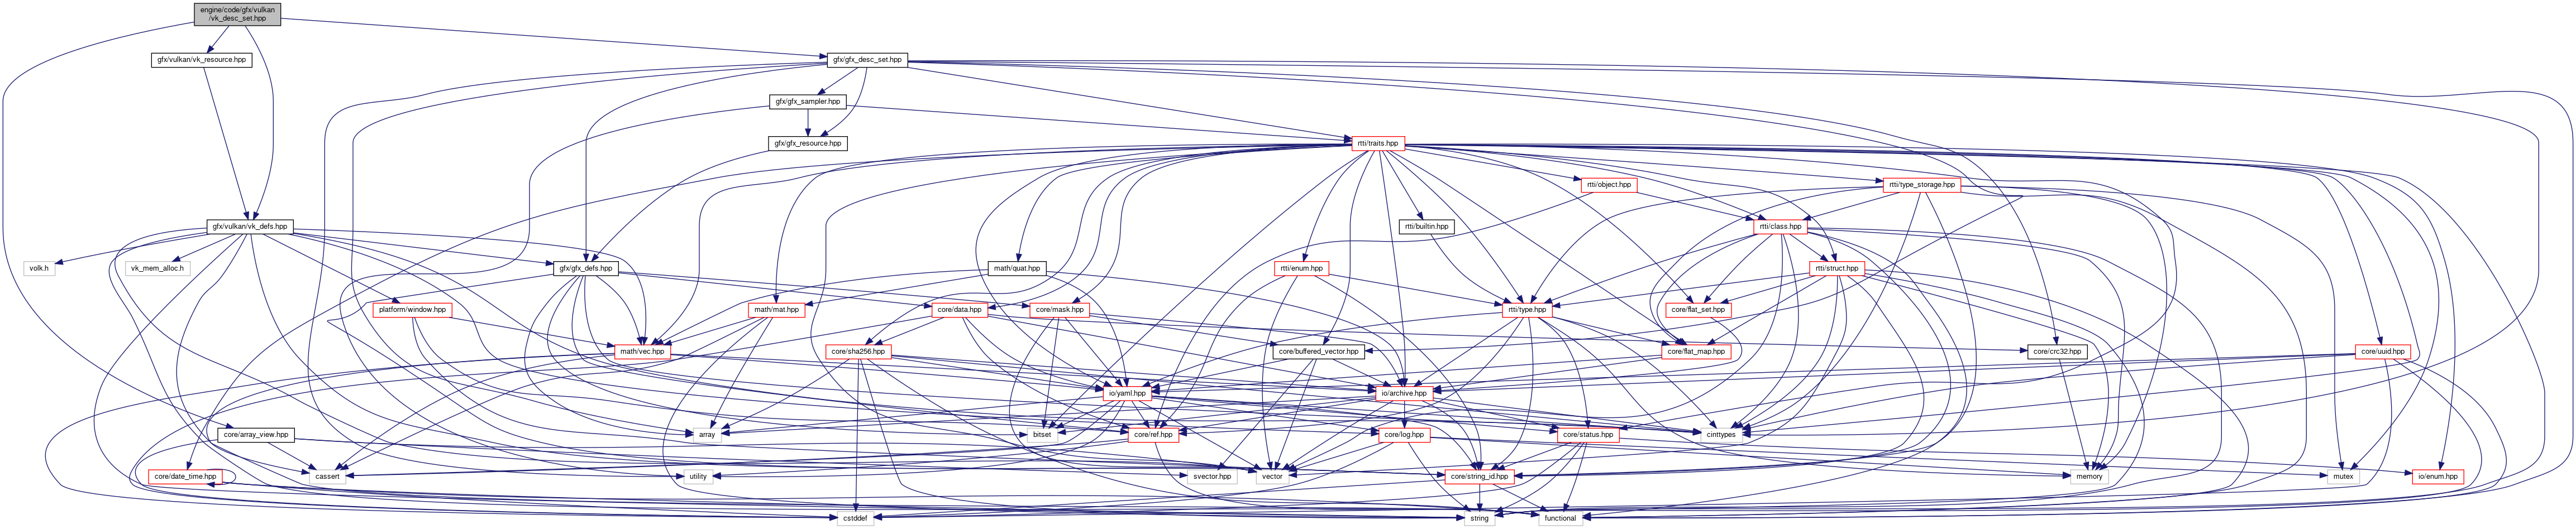 engine/code/gfx/vulkan
/vk_desc_set.hpp
gfx/vulkan/vk_resource.hpp
gfx/gfx_desc_set.hpp
gfx/gfx_sampler.hpp
gfx/gfx_resource.hpp
rtti/traits.hpp
rtti/object.hpp
rtti/type_storage.hpp
gfx/vulkan/vk_defs.hpp
rtti/builtin.hpp
rtti/class.hpp
volk.h
vk_mem_alloc.h
gfx/gfx_defs.hpp
math/quat.hpp
rtti/enum.hpp
rtti/struct.hpp
platform/window.hpp
math/mat.hpp
core/data.hpp
core/mask.hpp
rtti/type.hpp
core/flat_set.hpp
math/vec.hpp
core/sha256.hpp
core/buffered_vector.hpp
core/flat_map.hpp
core/crc32.hpp
core/uuid.hpp
io/yaml.hpp
io/archive.hpp
core/array_view.hpp
array
bitset
core/ref.hpp
core/log.hpp
core/status.hpp
cinttypes
core/date_time.hpp
cassert
utility
svector.hpp
vector
core/string_id.hpp
memory
mutex
io/enum.hpp
cstddef
string
functional